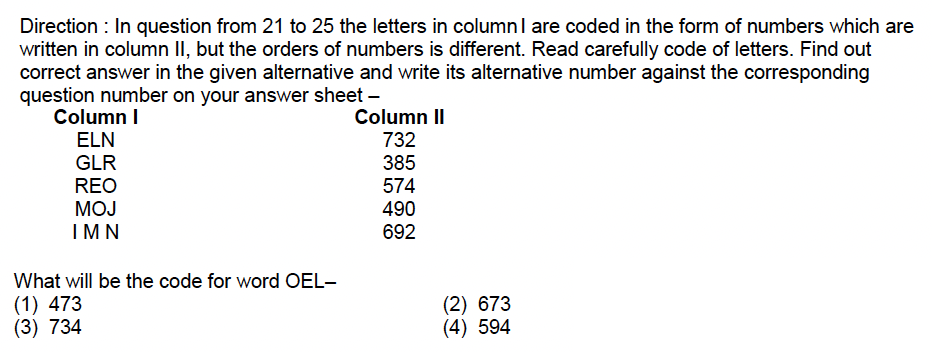 Direction : In question from 21 to 25 the letters in column I are coded in the form of numbers which are
written in column II, but the orders of numbers is different. Read carefully code of letters. Find out
correct answer in the given alternative and write its alternative number against the corresponding
question number on your answer sheet –
Column I Column II
ELN 732
GLR 385
REO 574
MOJ 490
I M N 692
What will be the code for word OEL–
(1) 473 (2) 673
(3) 734 (4) 594